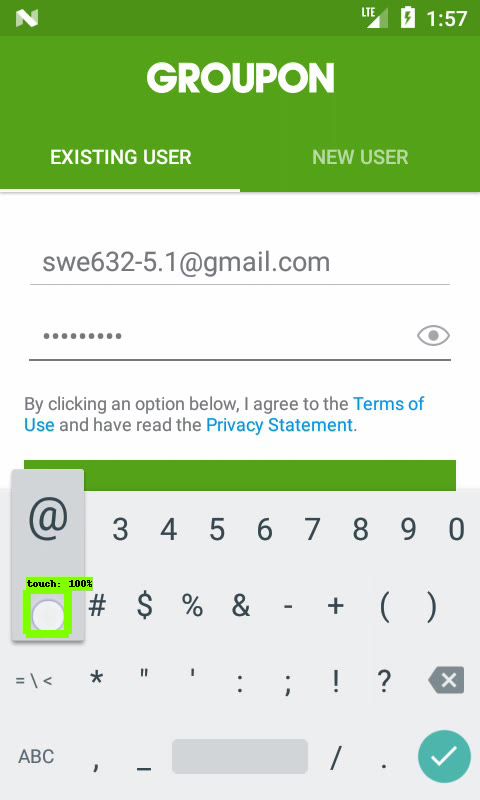 LTE 1:57
GROUPON
EXISTING USER NEW USER
swe632-5.1@gmail.com
•••••••••
By clicking an option below, I agree to the Terms of
Use and have read the Privacy Statement.
@ 3 4 5 6 7 8 9 0
touch: 100%
# $ % & - + ( )
= \ < * " ' : ; ! ?
ABC , _ / .